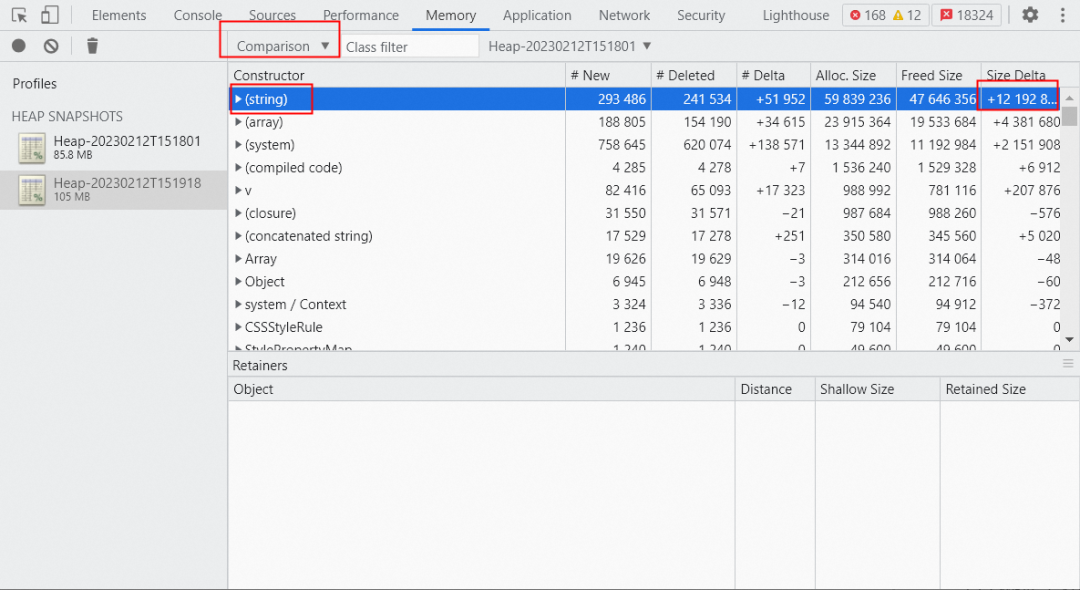 Elements Console Sources Performance Memory Application Network Security Lighthouse 168 12 18324
Comparison ▼ Class filter Heap-20230212T151801 ▼
Profiles
HEAP SNAPSHOTS
Heap-20230212T151801
85.8 MB
Heap-20230212T151918
105 MB
Constructor # New # Deleted # Delta Alloc. Size Freed Size Size Delta
(string) 293 486 241 534 +51 952 59 839 236 47 646 356 +12 192 8...
(array) 188 805 154 190 +34 615 23 915 364 19 533 684 +4 381 680
(system) 758 645 620 074 +138 571 13 344 892 11 192 984 +2 151 908
(compiled code) 4 285 4 278 +7 1 536 240 1 529 328 +6 912
v 82 416 65 093 +17 323 988 992 781 116 +207 876
(closure) 31 550 31 571 −21 987 684 988 260 −576
(concatenated string) 17 529 17 278 +251 350 580 345 560 +5 020
Array 19 626 19 629 −3 314 016 314 064 −48
Object 6 945 6 948 −3 212 656 212 716 −60
system / Context 3 324 3 336 −12 94 540 94 912 −372
CSSStyleRule 1 236 1 236 0 79 104 79 104 0
StylePropertyMap 1 240 1 240 0 49 600 49 600 0
Retainers
Object Distance Shallow Size Retained Size